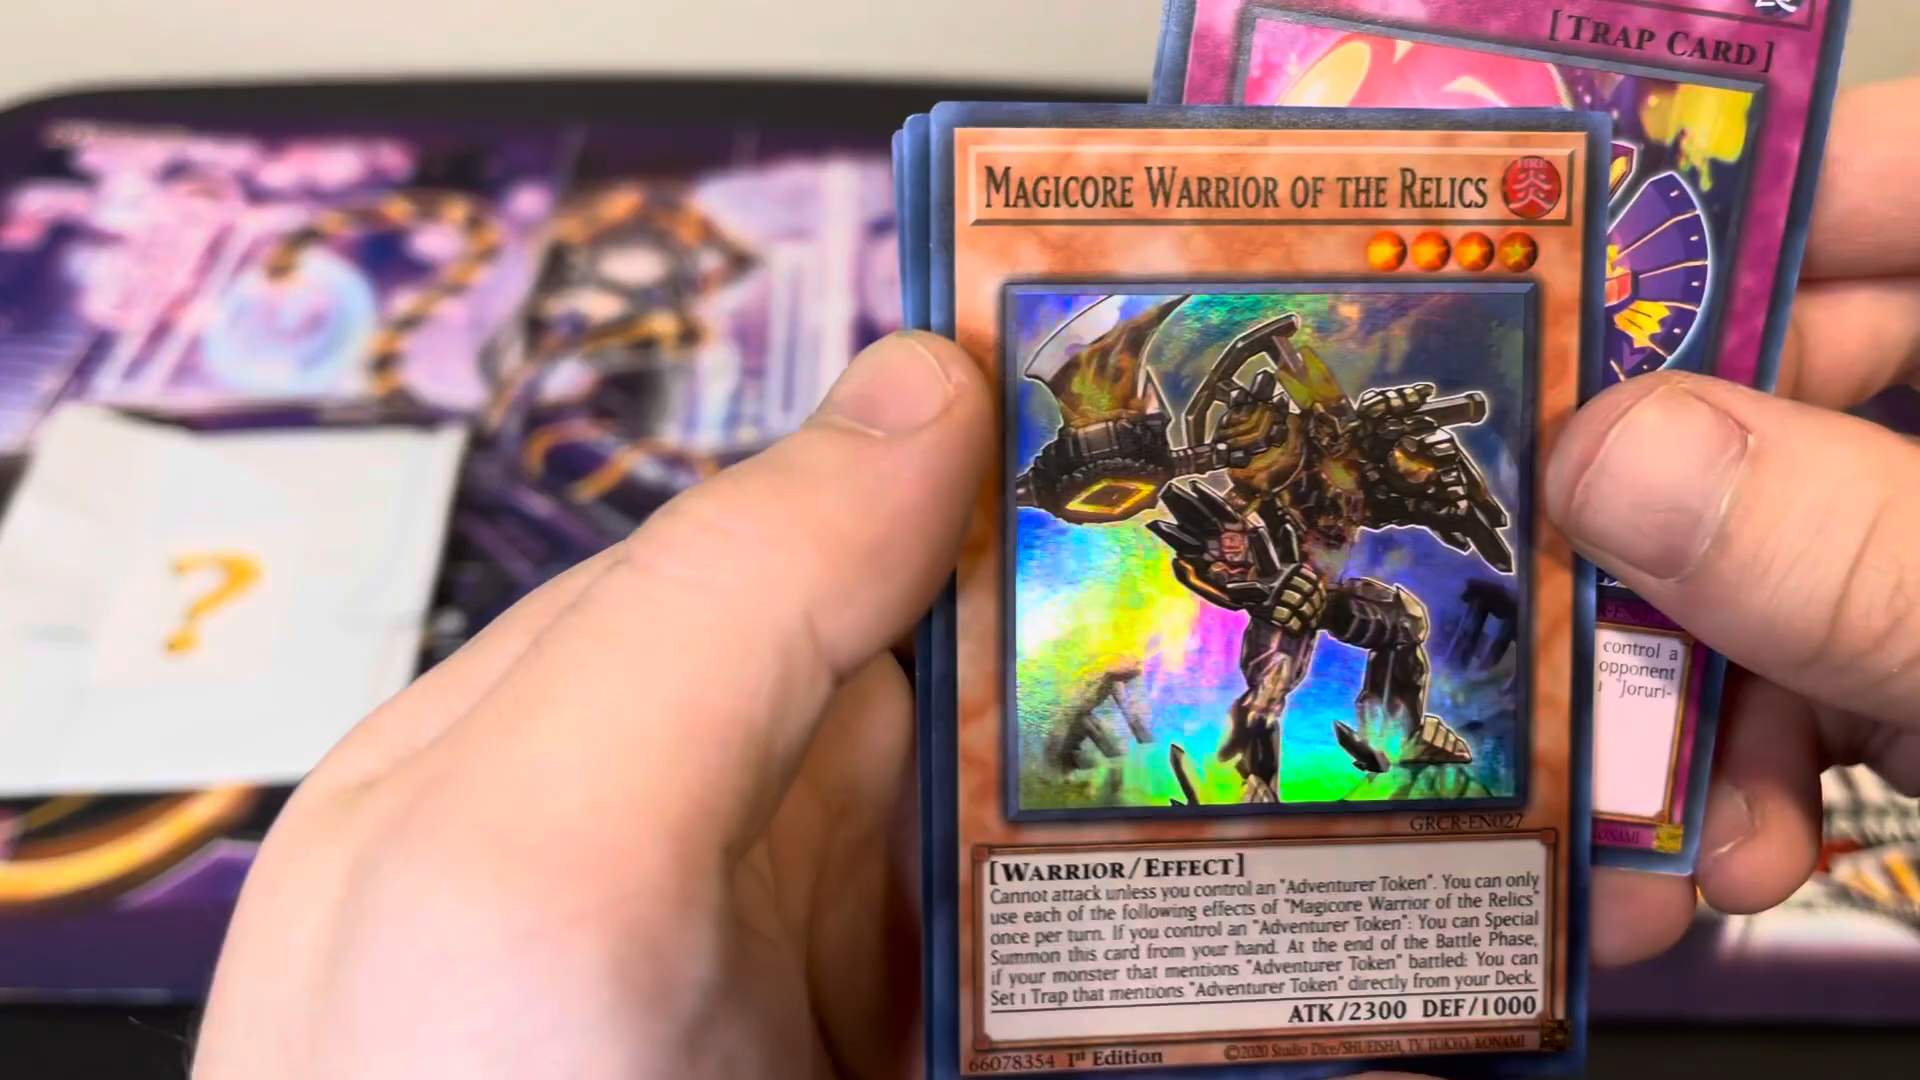 [TRAP CARD]
MAGICORE WARRIOR OF THE RELICS
FIRE
炎
?
control a
opponent
"Joruri-
GRCR-EN027
[WARRIOR/EFFECT]
Cannot attack unless you control an "Adventurer Token". You can only
use each of the following effects of "Magicore Warrior of the Relics"
once per turn. If you control an "Adventurer Token": You can Special
Summon this card from your hand. At the end of the Battle Phase,
if your monster that mentions "Adventurer Token" battled: You can
Set 1 Trap that mentions "Adventurer Token" directly from your Deck.
ATK/2300 DEF/1000
66078354 1st Edition
©2020 Studio Dice/SHUEISHA, TV TOKYO, KONAMI
KONAMI